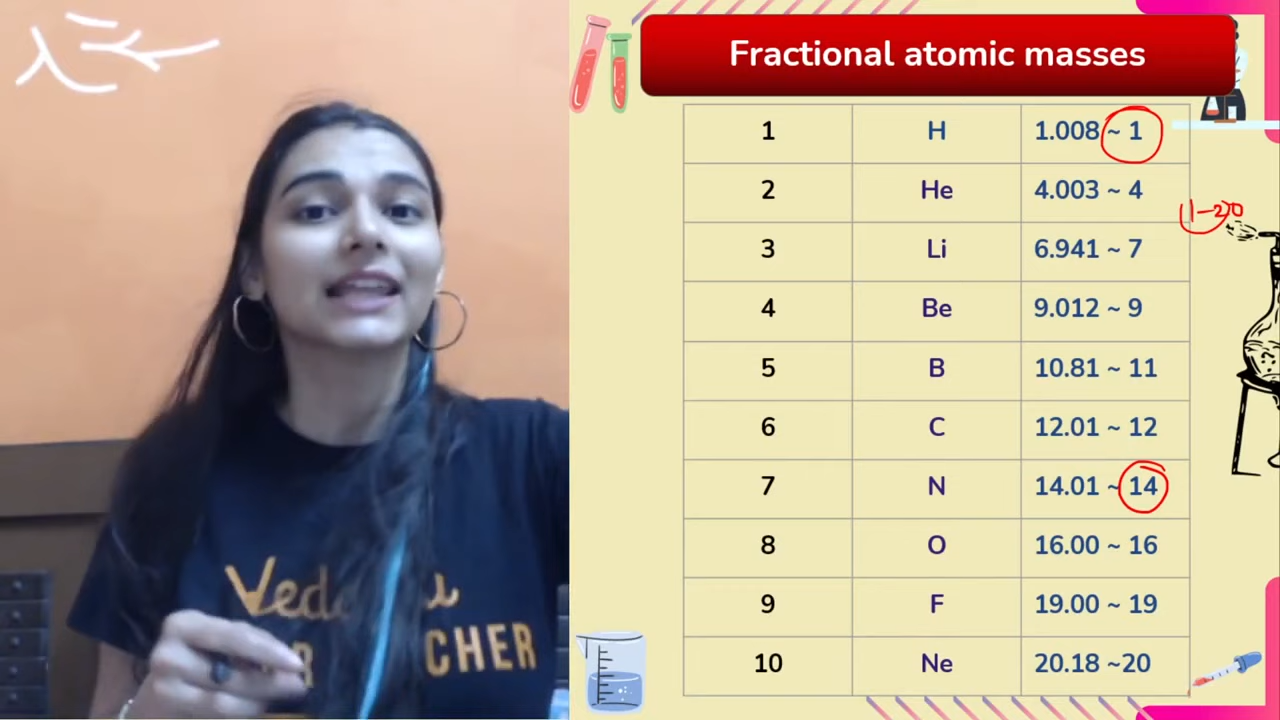 Fractional atomic masses
1 H 1.008 ~ 1
2 He 4.003 ~ 4
(1-20
3 Li 6.941 ~ 7
4 Be 9.012 ~ 9
5 B 10.81 ~ 11
6 C 12.01 ~ 12
7 N 14.01 ~ 14
8 O 16.00 ~ 16
9 F 19.00 ~ 19
10 Ne 20.18 ~20
CHER